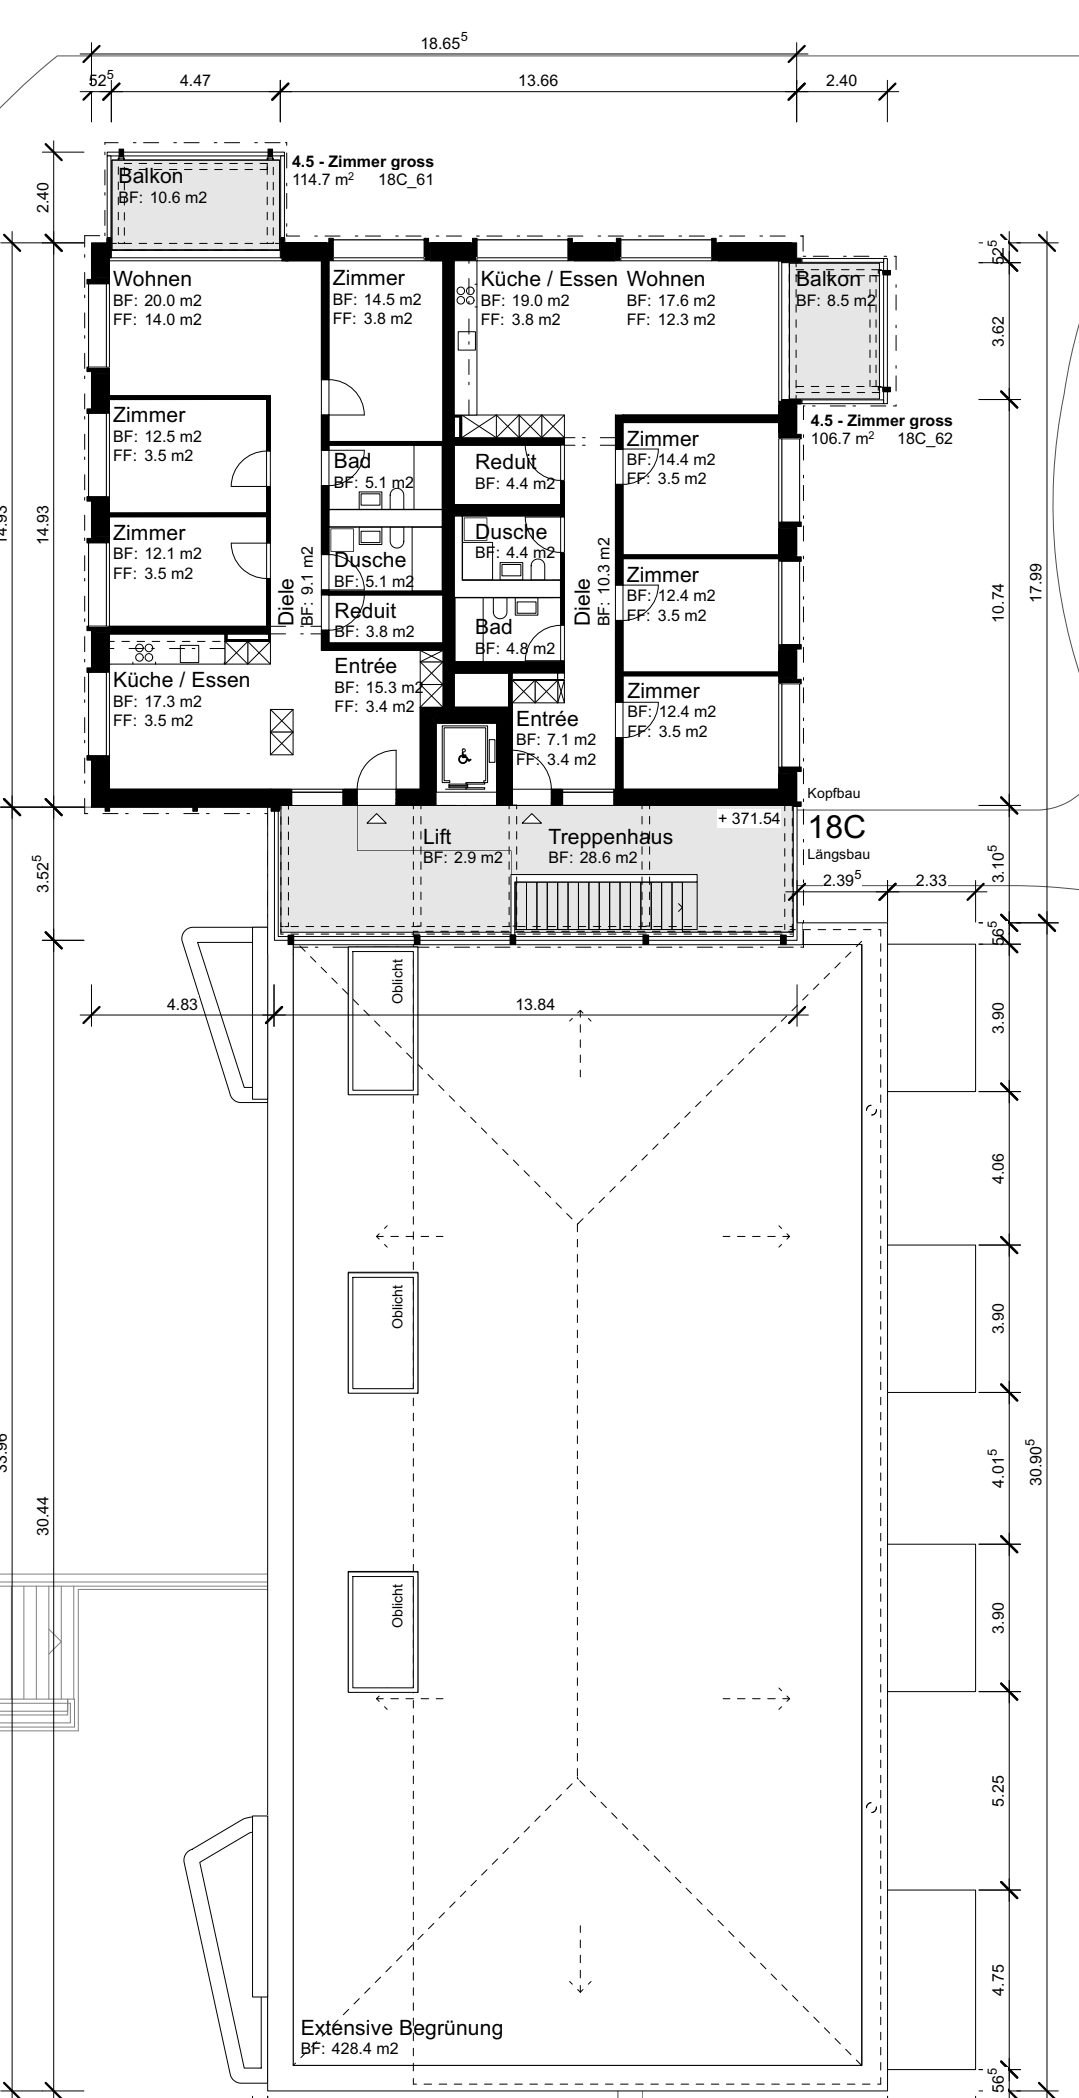 18.65⁵
52⁵ 4.47 13.66 2.40
2.40
4.5 - Zimmer gross
114.7 m² 18C_61
Balkon
BF: 10.6 m2
Wohnen
BF: 20.0 m2
FF: 14.0 m2
Zimmer
BF: 14.5 m2
FF: 3.8 m2
Küche / Essen
BF: 19.0 m2
FF: 3.8 m2
Wohnen
BF: 17.6 m2
FF: 12.3 m2
Balkon
BF: 8.5 m2
52⁵
3.62
4.5 - Zimmer gross
106.7 m² 18C_62
Zimmer
BF: 12.5 m2
FF: 3.5 m2
Bad
BF: 5.1 m2
Reduit
BF: 4.4 m2
Zimmer
BF: 14.4 m2
FF: 3.5 m2
14.93
14.93
Zimmer
BF: 12.1 m2
FF: 3.5 m2
Diele
BF: 9.1 m2
Dusche
BF: 5.1 m2
Dusche
BF: 4.4 m2
Diele
BF: 10.3 m2
Zimmer
BF: 12.4 m2
FF: 3.5 m2
10.74
17.99
Reduit
BF: 3.8 m2
Bad
BF: 4.8 m2
Küche / Essen
BF: 17.3 m2
FF: 3.5 m2
Entrée
BF: 15.3 m2
FF: 3.4 m2
Entrée
BF: 7.1 m2
FF: 3.4 m2
Zimmer
BF: 12.4 m2
FF: 3.5 m2
Kopfbau
18C
Längsbau
+ 371.54
Lift
BF: 2.9 m2
Treppenhaus
BF: 28.6 m2
3.52⁵
3.10⁵
2.39⁵ 2.33
56⁵
4.83 13.84
Oblicht
3.90
4.06
Oblicht
3.90
4.01⁵
30.90⁵
33.96
30.44
Oblicht
3.90
5.25
4.75
Extensive Begrünung
BF: 428.4 m2
56⁵